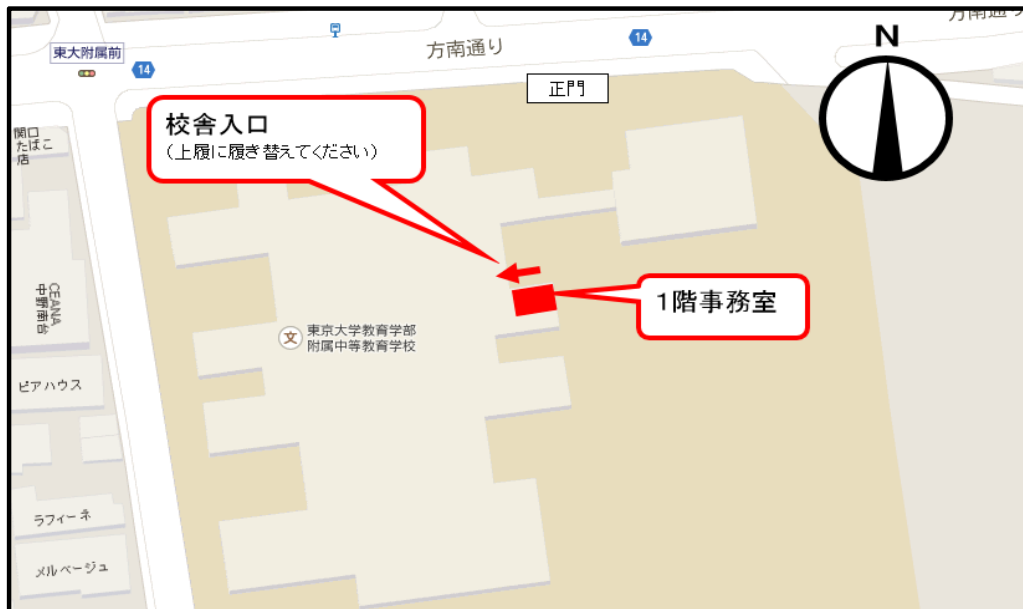 方南通り
N
東大附属前
14
14
方南通り
正門
校舎入口
（上履に履き替えてください）
関口
たばこ
店
CEANA
中野南台
1階事務室
文
東京大学教育学部
附属中等教育学校
ピアハウス
ラフィーネ
メルベージュ